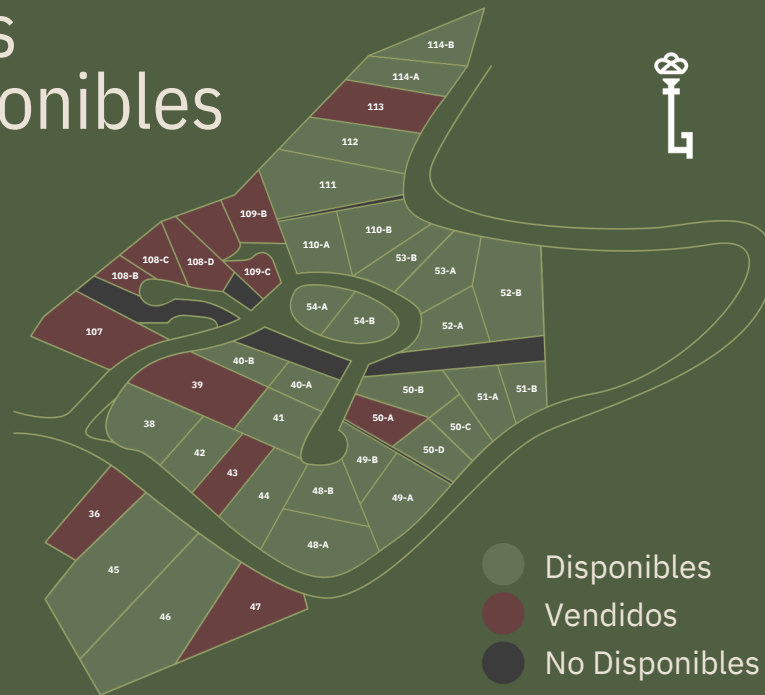 s
onibles
114-B
114-A
113
112
111
109-B
110-B
110-A
108-C
108-D
108-B
109-C
53-B
53-A
52-B
54-A
54-B
52-A
107
40-B
39
40-A
50-B
51-A
51-B
41
50-A
38
50-C
42
43
49-B
50-D
44
48-B
49-A
36
48-A
45
46
47
Disponibles
Vendidos
No Disponibles